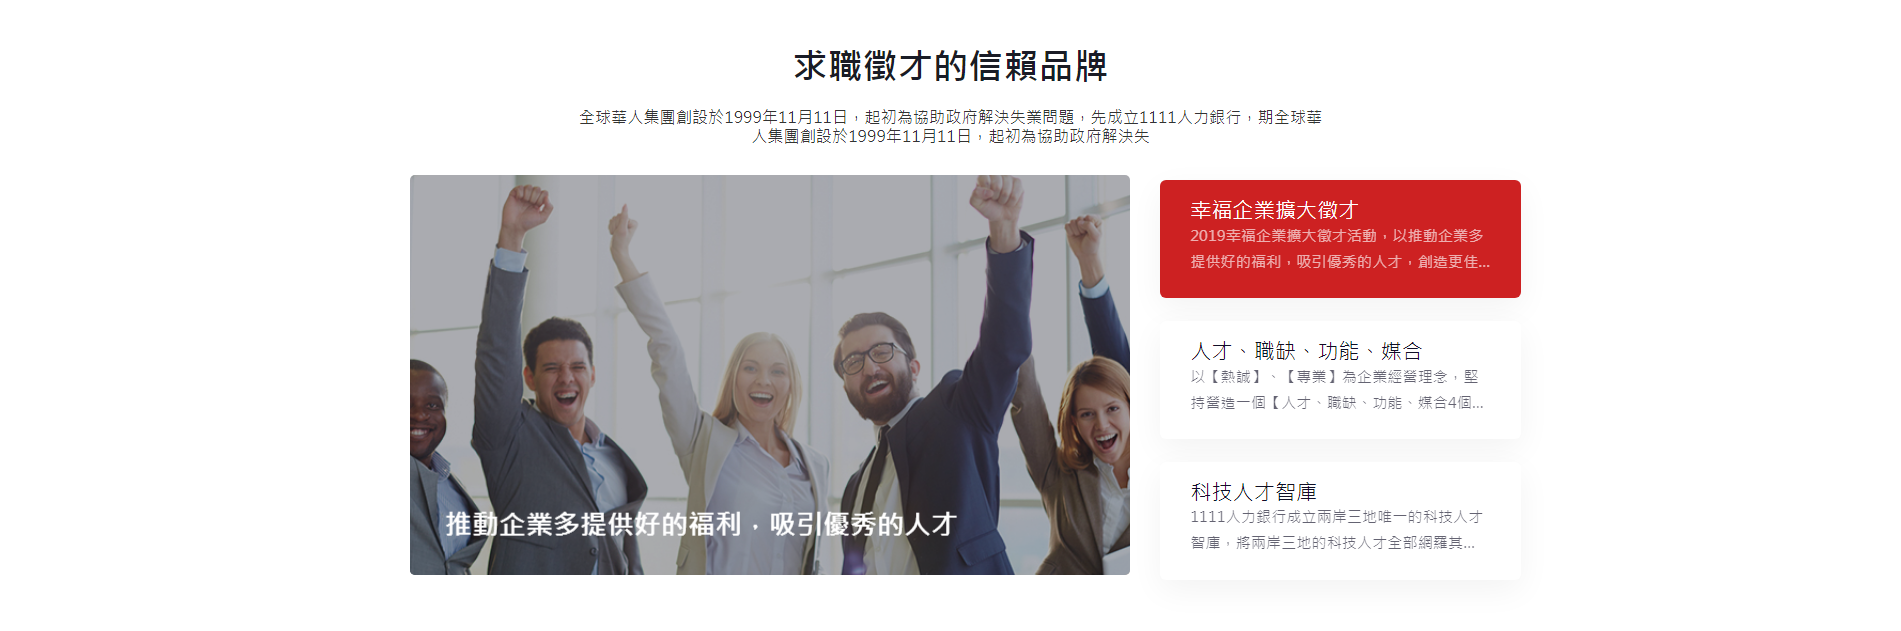 求職徵才的信賴品牌
全球華人集團創設於1999年11月11日，起初為協助政府解決失業問題，先成立1111人力銀行，期全球華
人集團創設於1999年11月11日，起初為協助政府解決失
推動企業多提供好的福利，吸引優秀的人才
幸福企業擴大徵才
2019幸福企業擴大徵才活動，以推動企業多
提供好的福利，吸引優秀的人才，創造更佳...
人才、職缺、功能、媒合
以【熱誠】、【專業】為企業經營理念，堅
持營造一個【人才、職缺、功能、媒合4個...
科技人才智庫
1111人力銀行成立兩岸三地唯一的科技人才
智庫，將兩岸三地的科技人才全部網羅其...